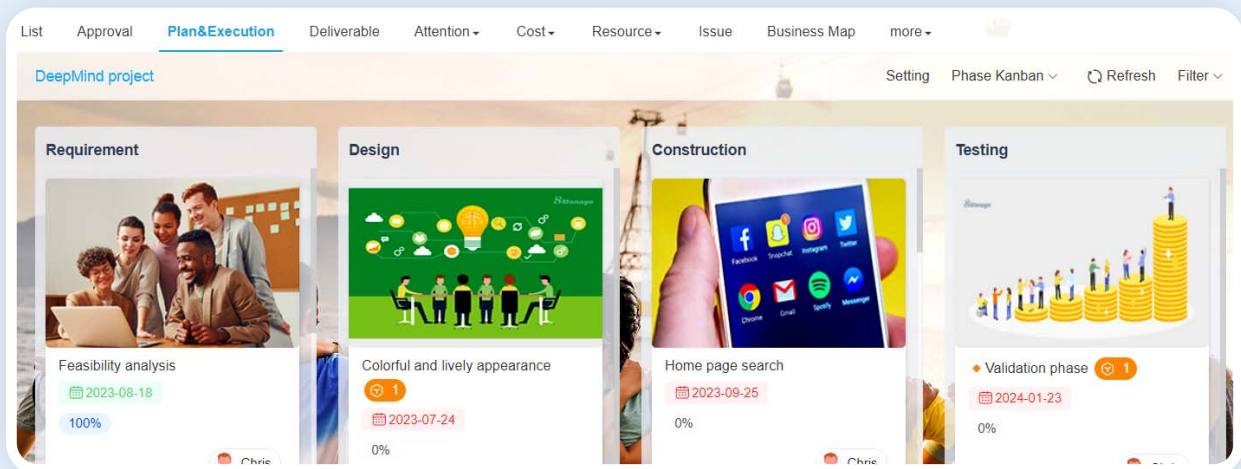 List Approval Plan&Execution Deliverable Attention Cost Resource Issue Business Map more
DeepMind project Setting Phase Kanban Refresh Filter
Requirement
Feasibility analysis
2023-08-18
100%
Chris
Design
8Manage
Colorful and lively appearance
1
2023-07-24
0%
Construction
Facebook Snapchat Instagram Twitter
Chrome Gmail Spotify Messenger
Home page search
2023-09-25
0%
Chris
Testing
8Manage
Validation phase 1
2024-01-23
0%